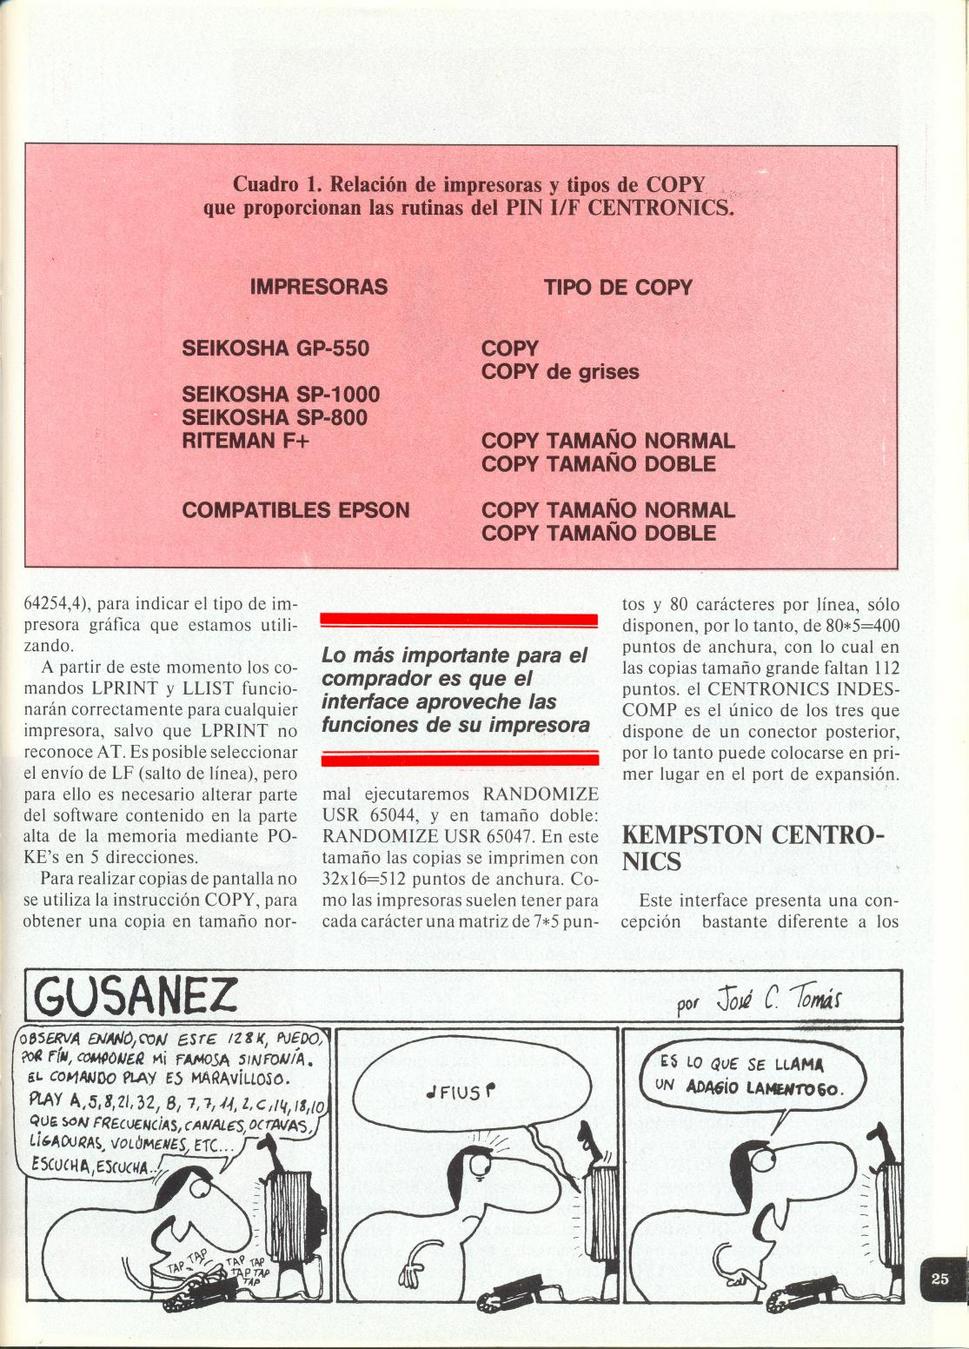 Cuadro 1. Relación de impresoras y tipos de COPY
que proporcionan las rutinas del PIN I/F CENTRONICS.
IMPRESORAS TIPO DE COPY
SEIKOSHA GP-550 COPY
COPY de grises
SEIKOSHA SP-1000
SEIKOSHA SP-800
RITEMAN F+ COPY TAMAÑO NORMAL
COPY TAMAÑO DOBLE
COMPATIBLES EPSON COPY TAMAÑO NORMAL
COPY TAMAÑO DOBLE
64254,4), para indicar el tipo de im-
presora gráfica que estamos utili-
zando.
A partir de este momento los co-
mandos LPRINT y LLIST funcio-
narán correctamente para cualquier
impresora, salvo que LPRINT no
reconoce AT. Es posible seleccionar
el envío de LF (salto de línea), pero
para ello es necesario alterar parte
del software contenido en la parte
alta de la memoria mediante PO-
KE's en 5 direcciones.
Para realizar copias de pantalla no
se utiliza la instrucción COPY, para
obtener una copia en tamaño nor-
Lo más importante para el
comprador es que el
interface aproveche las
funciones de su impresora
mal ejecutaremos RANDOMIZE
USR 65044, y en tamaño doble:
RANDOMIZE USR 65047. En este
tamaño las copias se imprimen con
32x16=512 puntos de anchura. Co-
mo las impresoras suelen tener para
cada carácter una matriz de 7*5 pun-
tos y 80 carácteres por línea, sólo
disponen, por lo tanto, de 80*5=400
puntos de anchura, con lo cual en
las copias tamaño grande faltan 112
puntos. el CENTRONICS INDES-
COMP es el único de los tres que
dispone de un conector posterior,
por lo tanto puede colocarse en pri-
mer lugar en el port de expansión.
KEMPSTON CENTRO-
NICS
Este interface presenta una con-
cepción bastante diferente a los
GUSANEZ
por José C. Tomás
OBSERVA ENANO, CON ESTE 128K, PUEDO,
POR FÍN, COMPONER MI FAMOSA SINFONÍA.
EL COMANDO PLAY ES MARAVILLOSO.
PLAY A,5,8,21,32, B, 7,7,11,2,C,14,18,10
QUE SON FRECUENCIAS, CANALES, OCTAVAS,
LIGADURAS, VOLÚMENES, ETC...
ESCUCHA, ESCUCHA...
TAP TAP
TAP TAP
TAP TAP
TAP
♩FIUS
ES LO QUE SE LLAMA
UN ADAGIO LAMENTOSO.
25